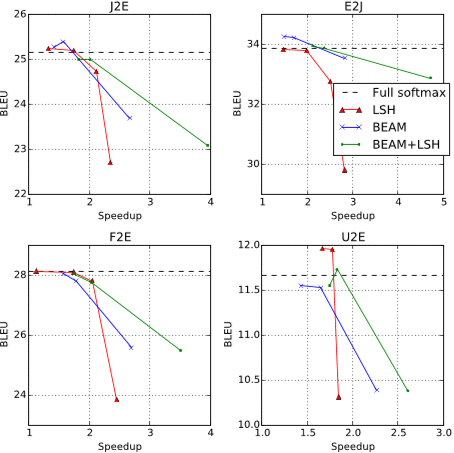 J2E
BLEU
26
25
24
23
22
1 2 3 4
Speedup
E2J
BLEU
34
32
30
1 2 3 4 5
Speedup
Full softmax
LSH
BEAM
BEAM+LSH
F2E
BLEU
28
26
24
1 2 3 4
Speedup
U2E
BLEU
12.0
11.5
11.0
10.5
10.0
1.0 1.5 2.0 2.5 3.0
Speedup